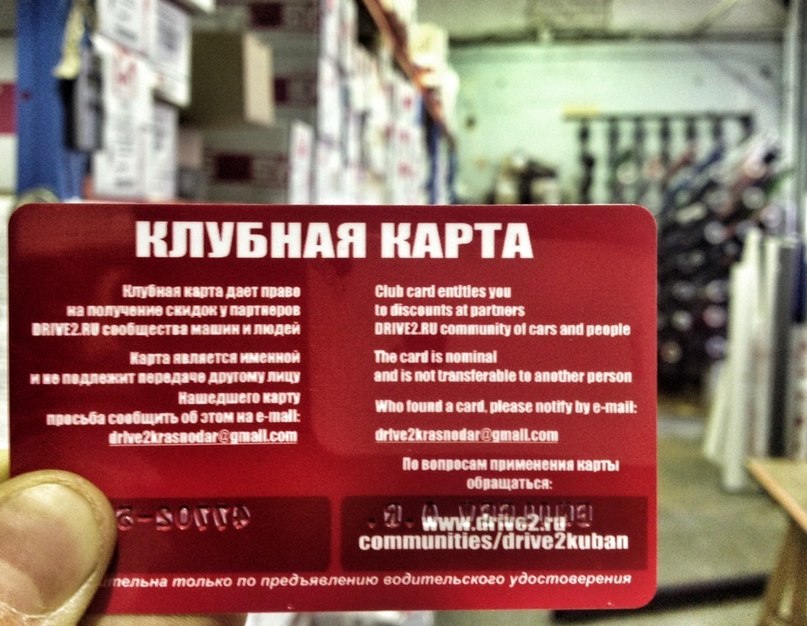 КЛУБНАЯ КАРТА
Клубная карта дает право
на получение скидок у партнеров
DRIVE2.RU сообщества машин и людей
Карта является именной
и не подлежит передаче другому лицу
Нашедшего карту
просьба сообщить об этом на e-mail:
drive2krasnodar@gmail.com
Club card entitles you
to discounts at partners
DRIVE2.RU community of cars and people
The card is nominal
and is not transferable to another person
Who found a card, please notify by e-mail:
drive2krasnodar@gmail.com
По вопросам применения карты
обращаться:
www.drive2.ru
communities/drive2kuban
только по предъявлению водительского удостоверения